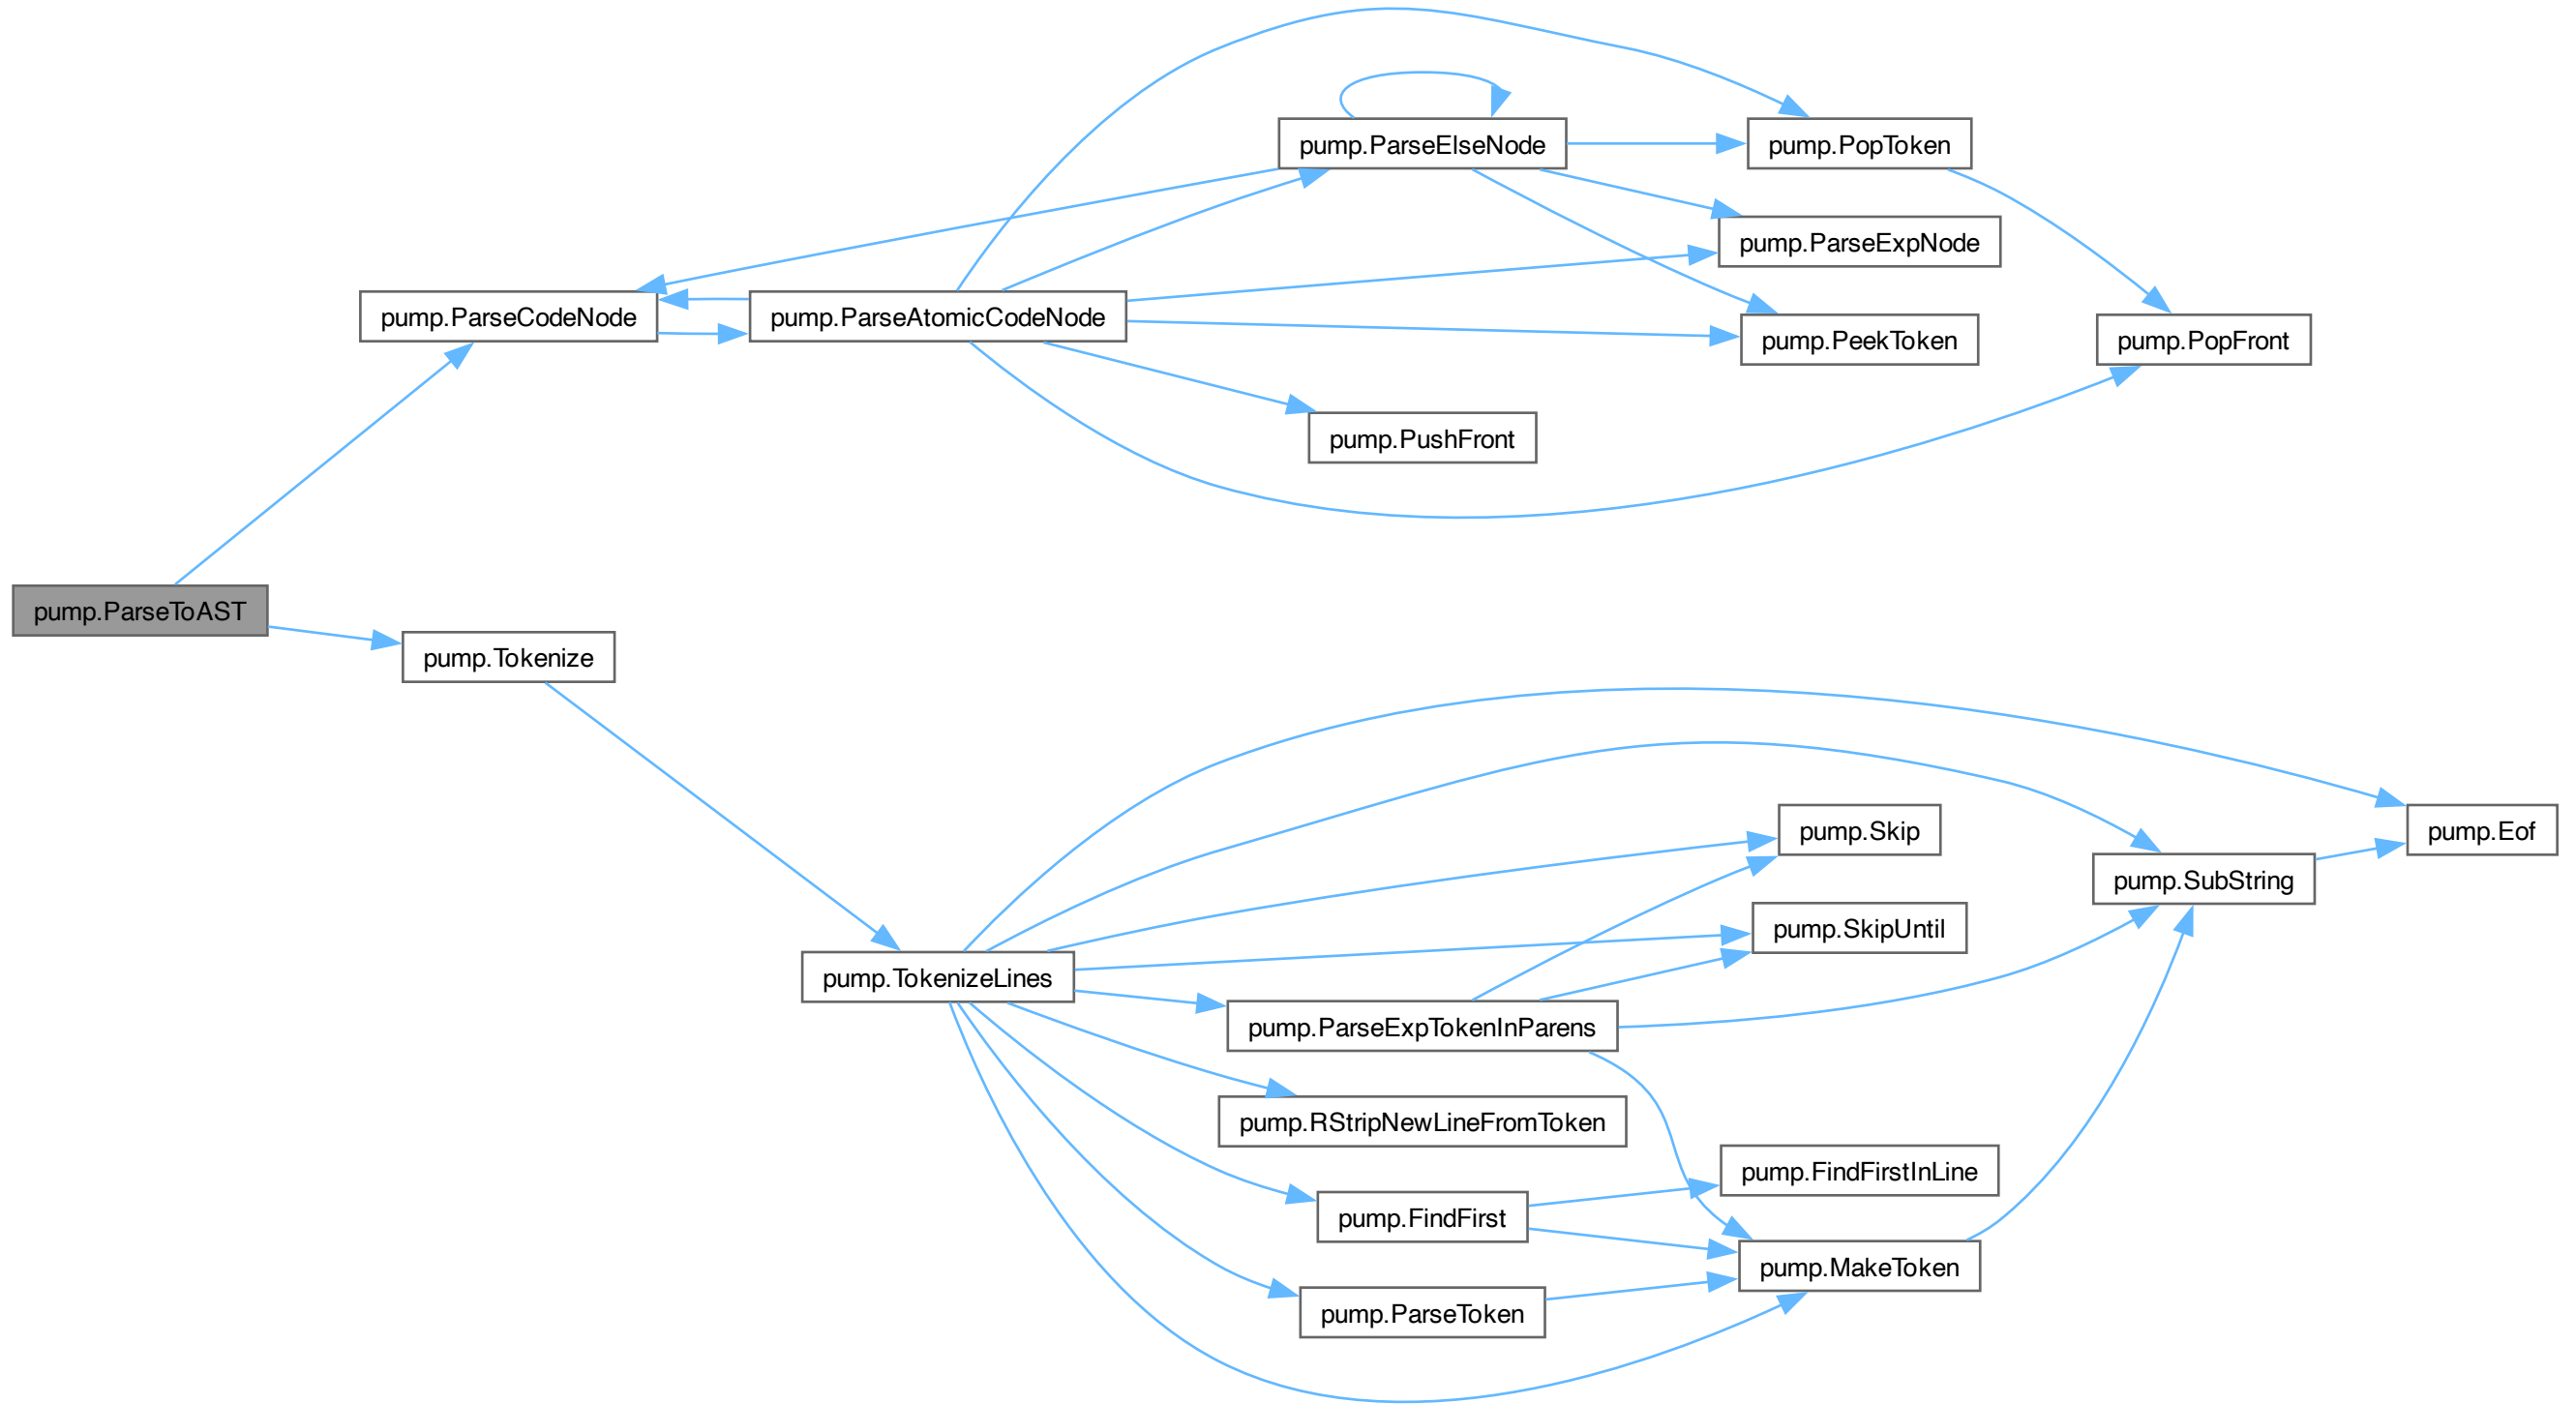 pump.ParseElseNode
pump.PopToken
pump.ParseExpNode
pump.ParseCodeNode
pump.ParseAtomicCodeNode
pump.PeekToken
pump.PopFront
pump.PushFront
pump.ParseToAST
pump.Tokenize
pump.Skip
pump.Eof
pump.SubString
pump.SkipUntil
pump.TokenizeLines
pump.ParseExpTokenInParens
pump.RStripNewLineFromToken
pump.FindFirstInLine
pump.FindFirst
pump.MakeToken
pump.ParseToken